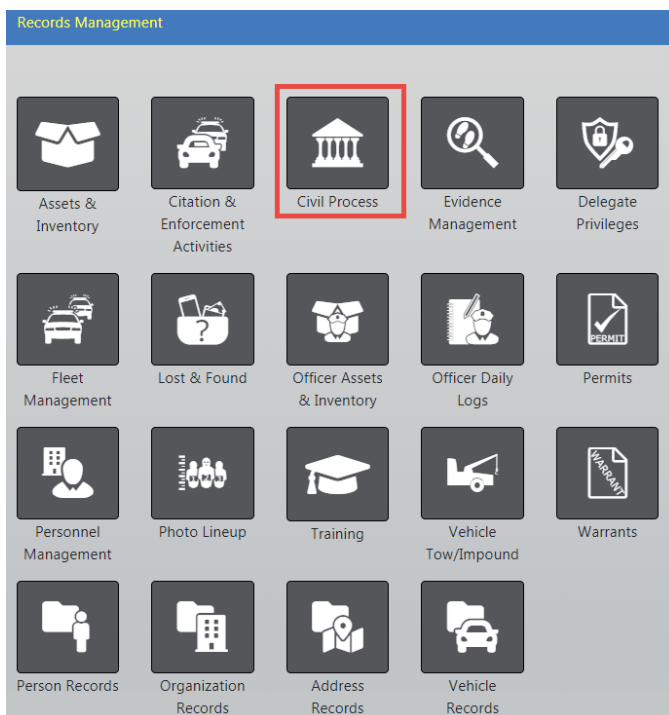 Records Management
Assets &
Inventory
Citation &
Enforcement
Activities
Civil Process
Evidence
Management
Delegate
Privileges
Fleet
Management
?
Lost & Found
Officer Assets
& Inventory
Officer Daily
Logs
PERMIT
Permits
Personnel
Management
Photo Lineup
Training
Vehicle
Tow/Impound
WARRANT
Warrants
Person Records
Organization
Records
Address
Records
Vehicle
Records